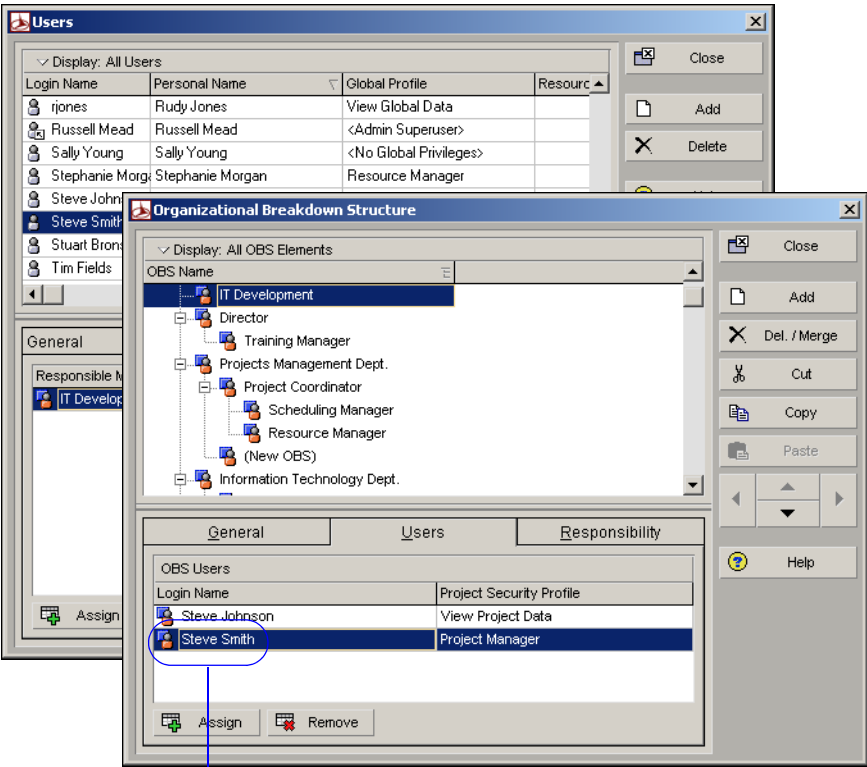 Users
Display: All Users
Close
Login Name Personal Name Global Profile Resourc
rjones Rudy Jones View Global Data
Add
Russell Mead Russell Mead <Admin Superuser>
Sally Young Sally Young <No Global Privileges>
Delete
Stephanie Morga Stephanie Morgan Resource Manager
Steve John
Steve Smith
Stuart Brons
Tim Fields
General
Responsible M
IT Develop
Assign
Organizational Breakdown Structure
Display: All OBS Elements
Close
OBS Name
IT Development
Add
Director
Training Manager
Del. / Merge
Projects Management Dept.
Project Coordinator
Cut
Scheduling Manager
Copy
Resource Manager
(New OBS)
Paste
Information Technology Dept.
General Users Responsibility
Help
OBS Users
Login Name Project Security Profile
Steve Johnson View Project Data
Steve Smith Project Manager
Assign Remove